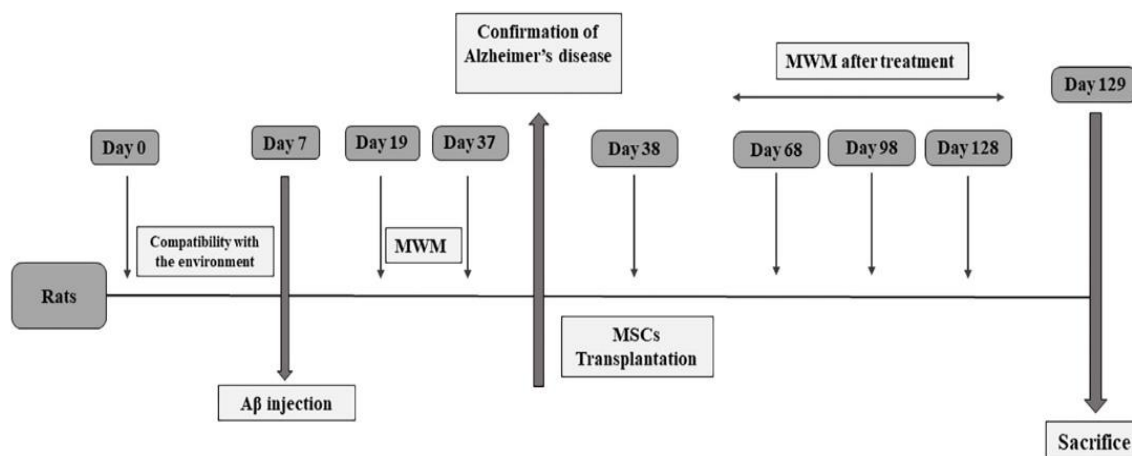 Confirmation of
Alzheimer's disease
MWM after treatment
Day 129
Day 0
Day 7
Day 19
Day 37
Day 38
Day 68
Day 98
Day 128
Compatibility with
the environment
MWM
Rats
MSCs
Transplantation
Aβ injection
Sacrifice